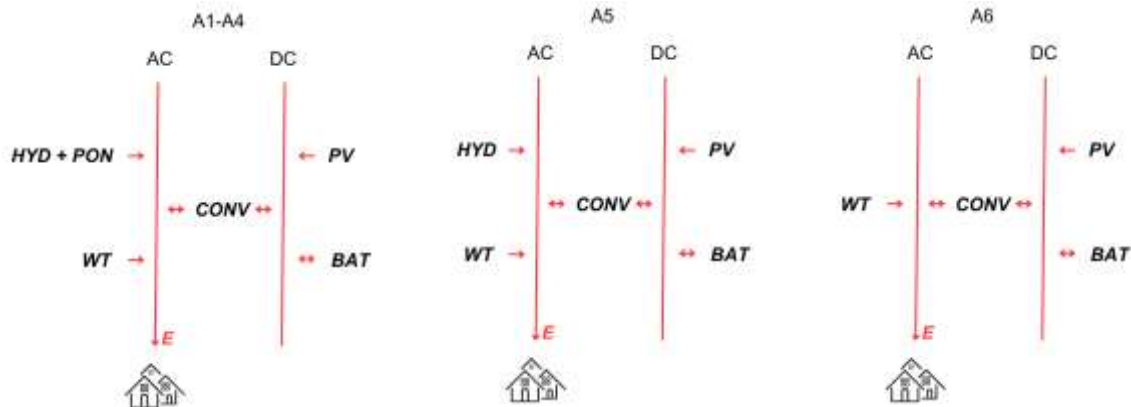 A1-A4
AC DC
HYD + PON PV
CONV
WT BAT
E
A5
AC DC
HYD PV
CONV
WT BAT
E
A6
AC DC
PV
WT CONV
BAT
E